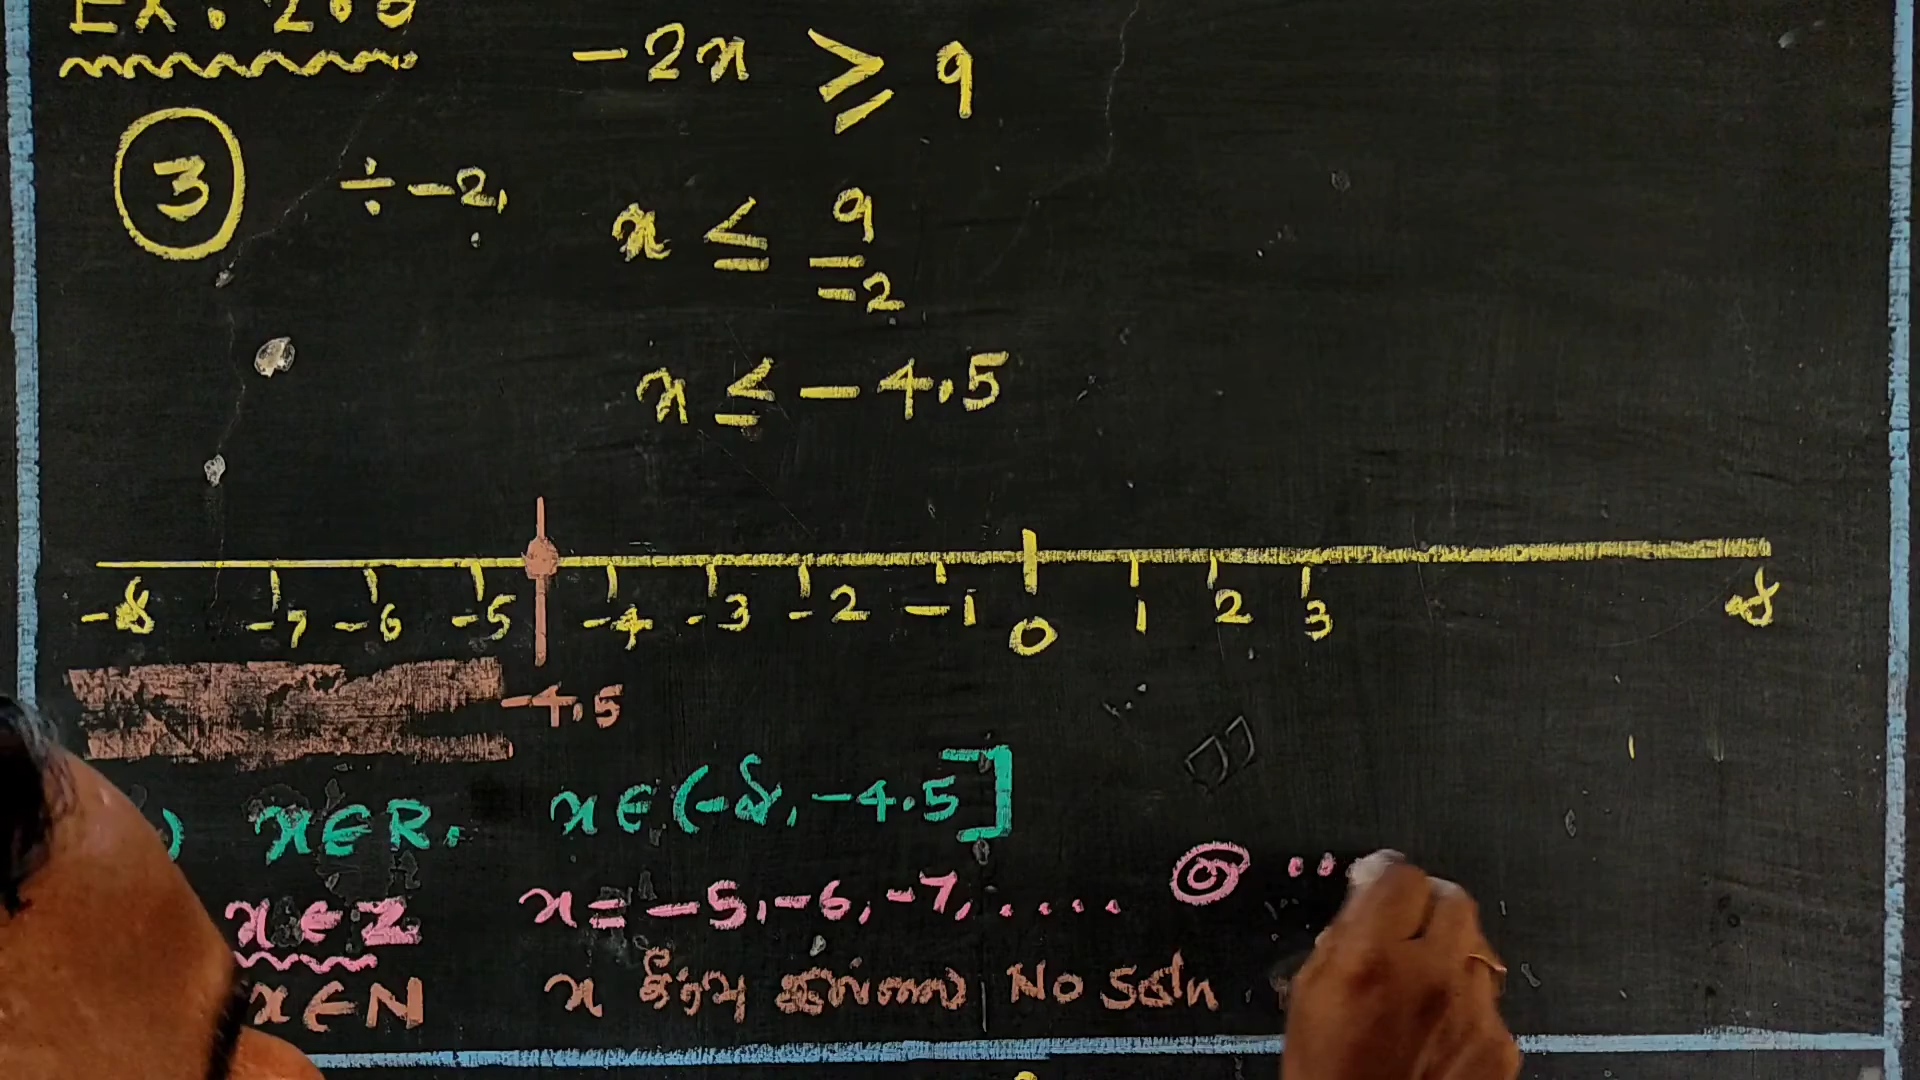 -2x ≥ 9
3 ÷ -2, x ≤ 9/-2
x ≤ -4.5
-∞ -7 -6 -5 -4 -3 -2 -1 0 1 2 3 ∞
-4.5
) x∈R. x∈(-∞, -4.5]
x∈Z x = -5, -6, -7, .... ...
x∈N x தீர்வு இல்லை No Soln